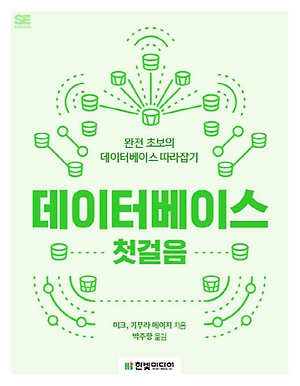 SE
완전 초보의
데이터베이스 따라잡기
데이터베이스
첫걸음
미크, 기무라 메이지 지음
박주항 옮김
한빛미디어